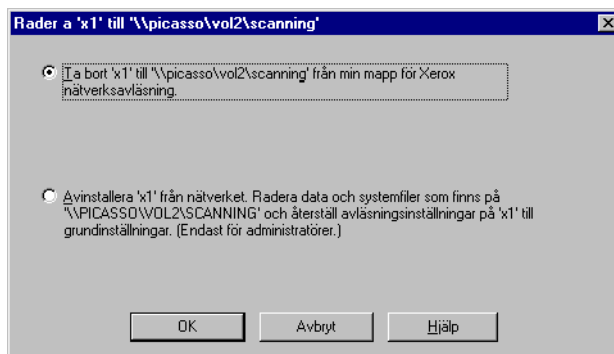 Rader a 'x1' till '\\picasso\vol2\scanning'
Ta bort 'x1' till '\\picasso\vol2\scanning' från min mapp för Xerox
nätverksavläsning.
Avinstallera 'x1' från nätverket. Radera data och systemfiler som finns på
'\\PICASSO\VOL2\SCANNING' och återställ avläsningsinställningar på 'x1' till
grundinställningar. (Endast för administratörer.)
OK
Avbryt
Hjälp